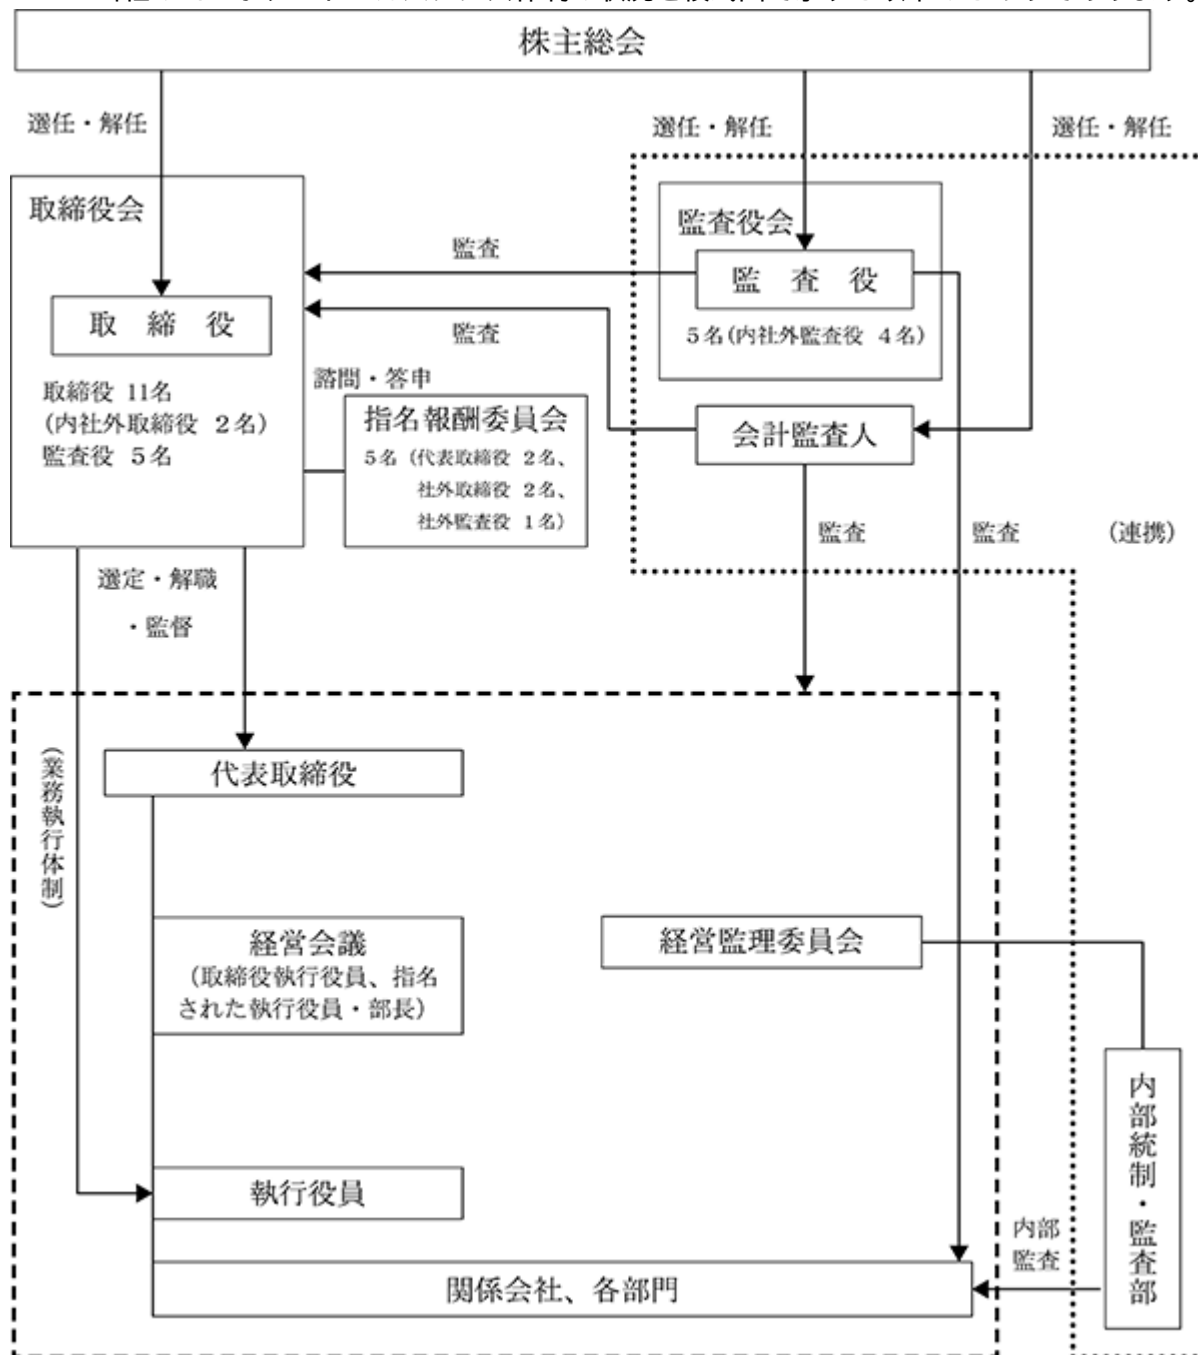 株主総会
選任・解任
選任・解任
選任・解任
取締役会
監査役会
監査
監査役
取締役
監査
5名(内社外監査役 4名)
諮問・答申
取締役 11名
(内社外取締役 2名)
監査役 5名
指名報酬委員会
5名(代表取締役 2名、
社外取締役 2名、
社外監査役 1名)
会計監査人
監査
監査
(連携)
選定・解職
・監督
(業務執行体制)
代表取締役
経営会議
(取締役執行役員、指名
された執行役員・部長)
経営監理委員会
内部統制・監査部
執行役員
内部
監査
関係会社、各部門